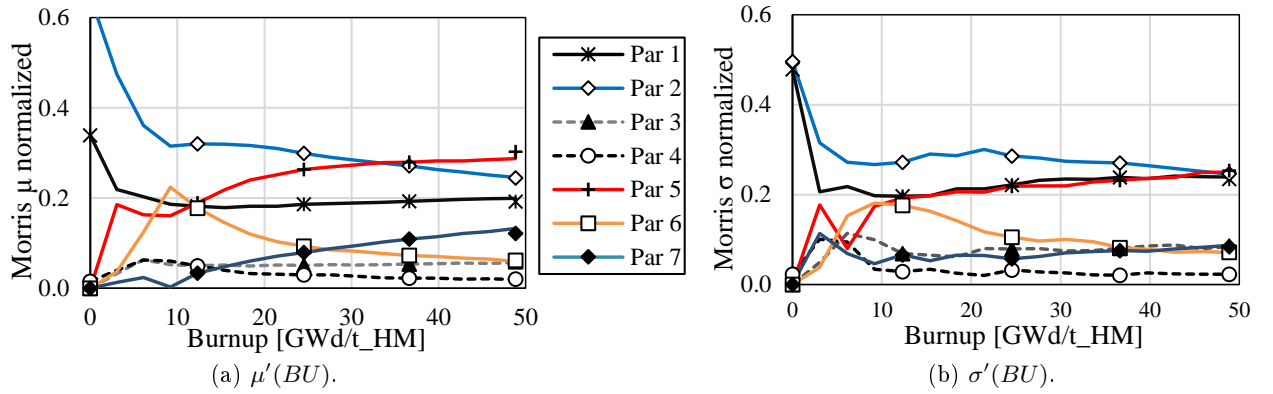 0.6
0.4
0.2
0.0
Morris μ normalized
0 10 20 30 40 50
Burnup [GWd/t_HM]
(a) μ′(BU).
Par 1
Par 2
Par 3
Par 4
Par 5
Par 6
Par 7
0.6
0.4
0.2
0.0
Morris σ normalized
0 10 20 30 40 50
Burnup [GWd/t_HM]
(b) σ′(BU).